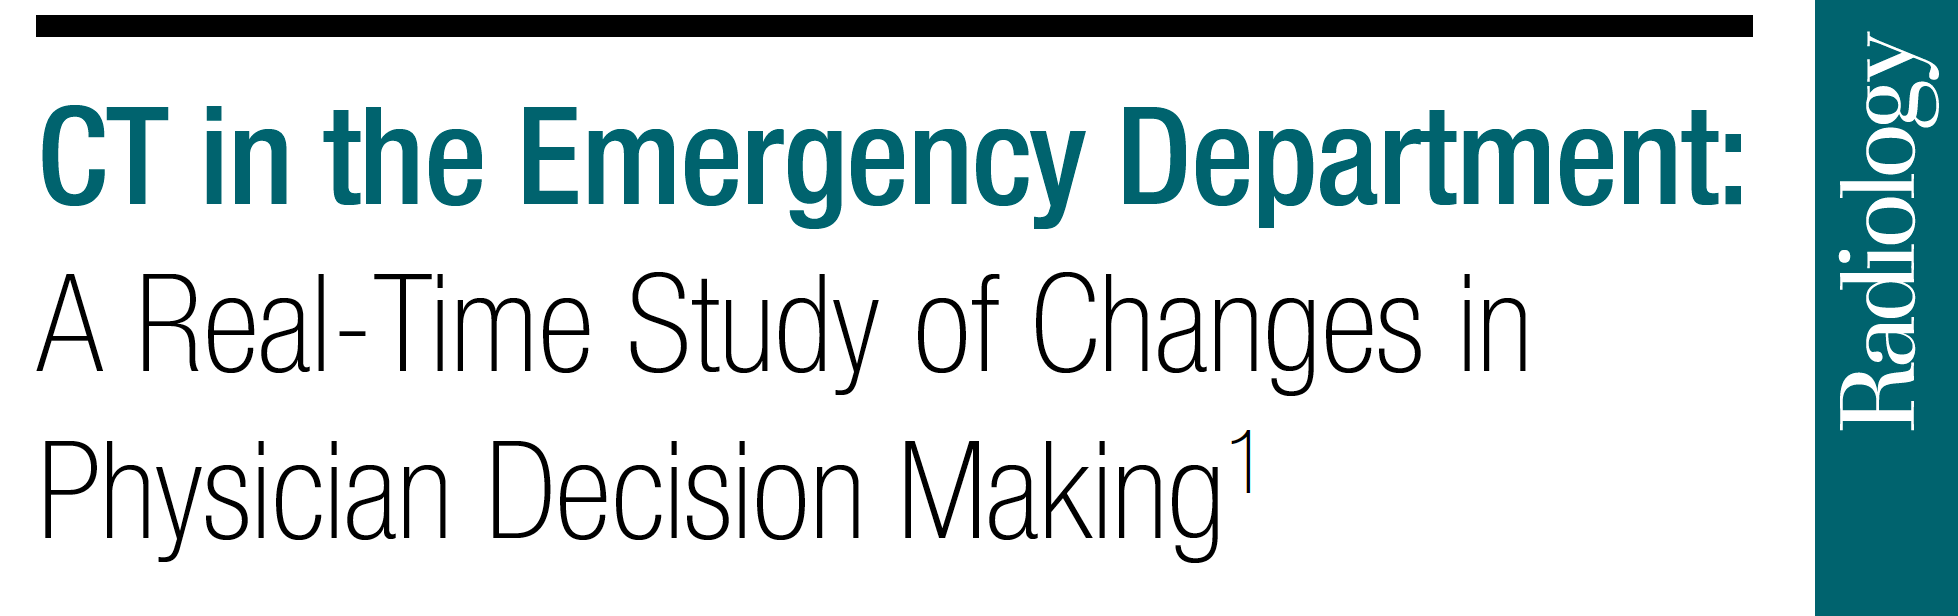 CT in the Emergency Department:
A Real-Time Study of Changes in
Physician Decision Making¹
Radiology